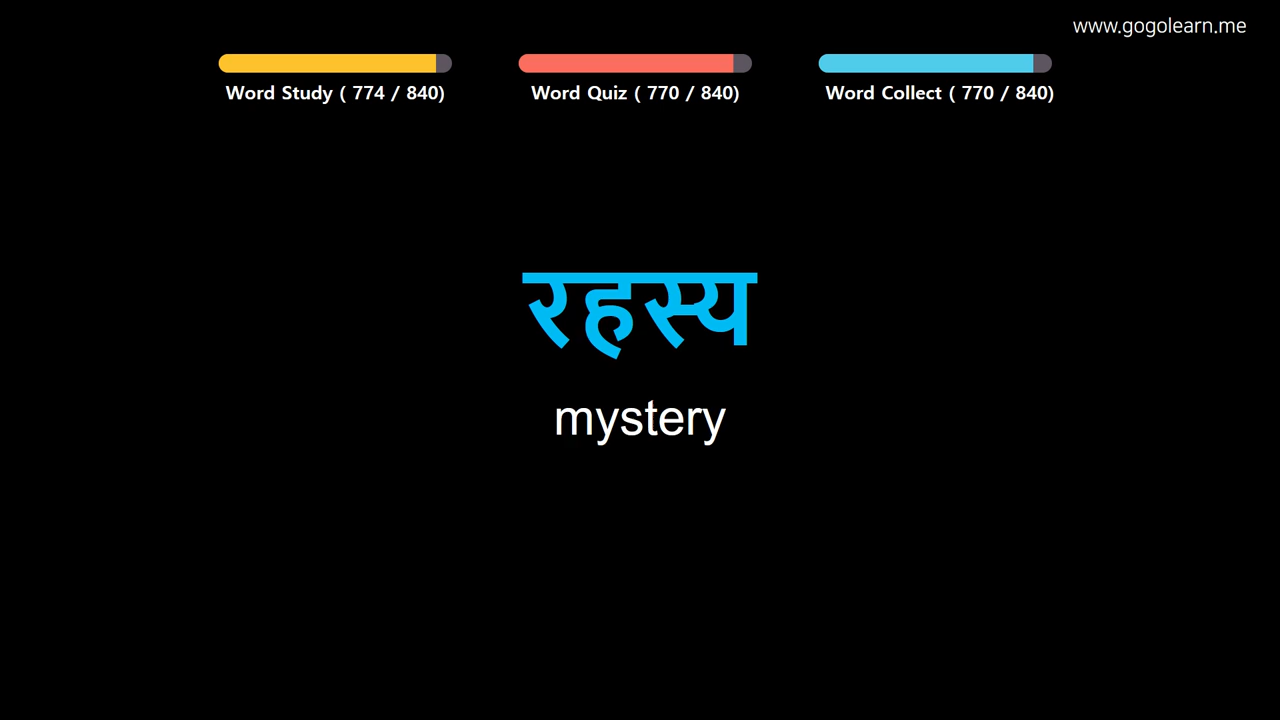 www.gogolearn.me
Word Study ( 774 / 840)
Word Quiz ( 770 / 840)
Word Collect ( 770 / 840)
रहस्य
mystery